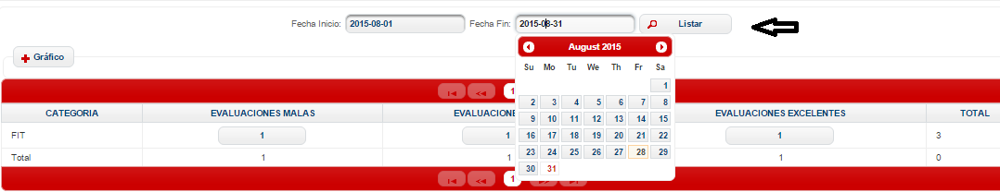 Fecha Inicio: 2015-08-01 Fecha Fin: 2015-08-31 Listar
August 2015
Su Mo Tu We Th Fr Sa
1
2 3 4 5 6 7 8
9 10 11 12 13 14 15
16 17 18 19 20 21 22
23 24 25 26 27 28 29
30 31
Gráfico
1
CATEGORIA EVALUACIONES MALAS EVALUACIONE EVALUACIONES EXCELENTES TOTAL
FIT 1 1 1 3
Total 1 1 1 0
1